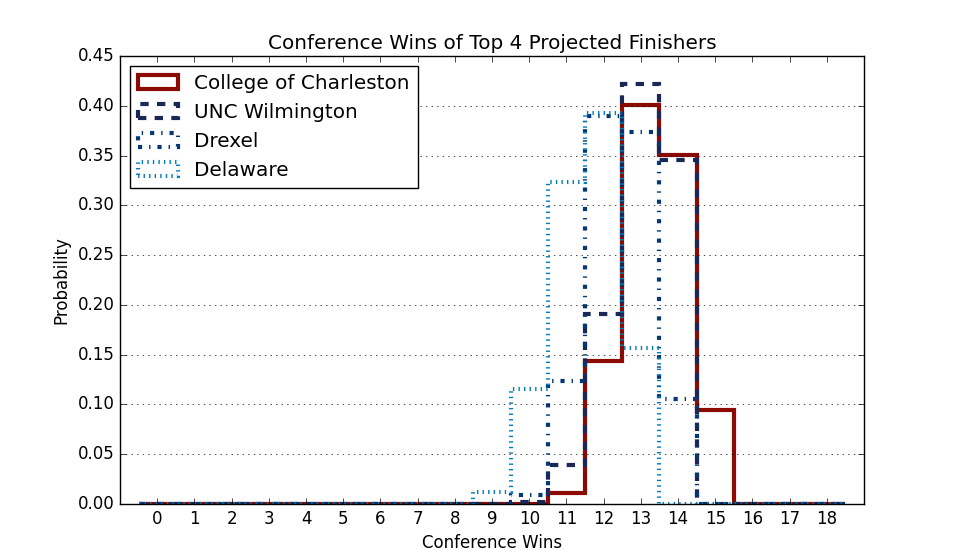 Conference Wins of Top 4 Projected Finishers
0.45
0.40
0.35
0.30
0.25
0.20
0.15
0.10
0.05
0.00
Probability
College of Charleston
UNC Wilmington
Drexel
Delaware
0 1 2 3 4 5 6 7 8 9 10 11 12 13 14 15 16 17 18
Conference Wins